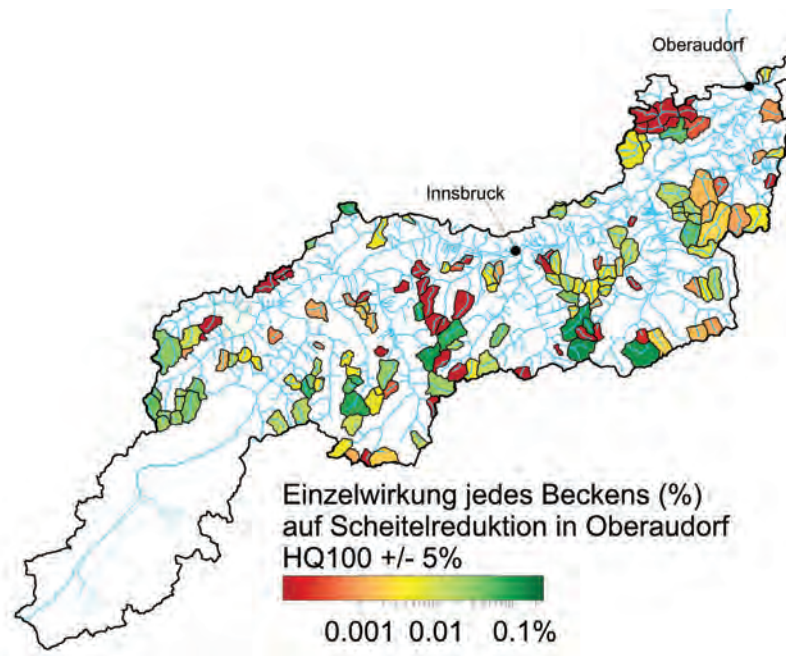 Oberaudorf
Innsbruck
Einzelwirkung jedes Beckens (%)
auf Scheitelreduktion in Oberaudorf
HQ100 +/- 5%
0.001 0.01 0.1%